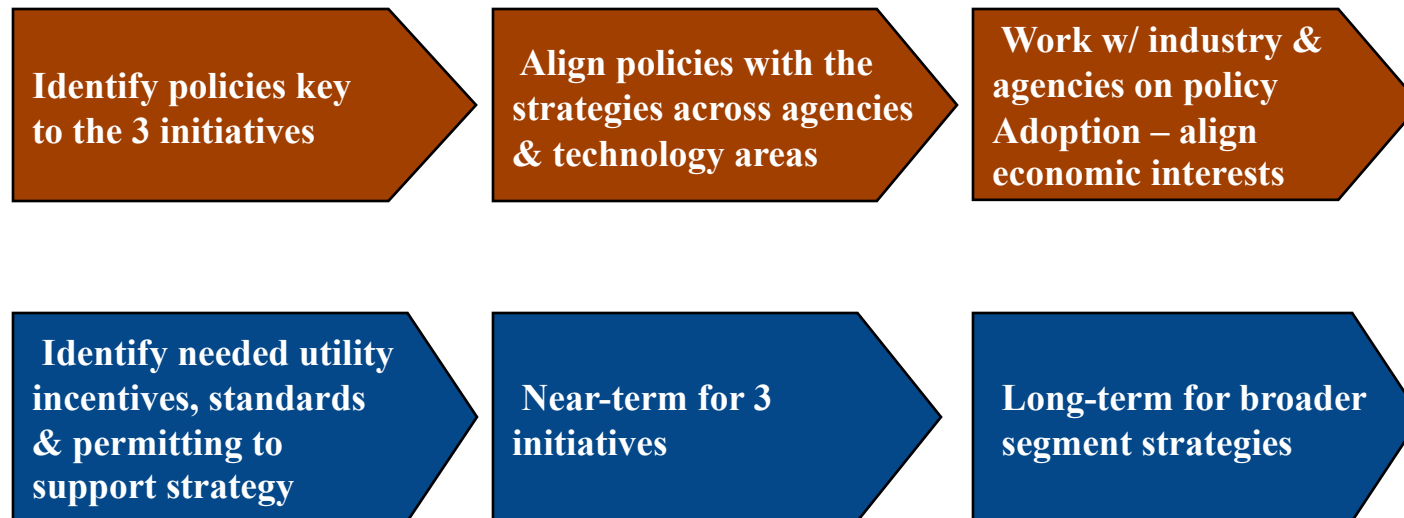 Identify policies key
to the 3 initiatives
Align policies with the
strategies across agencies
& technology areas
Work w/ industry &
agencies on policy
Adoption – align
economic interests
Identify needed utility
incentives, standards
& permitting to
support strategy
Near-term for 3
initiatives
Long-term for broader
segment strategies